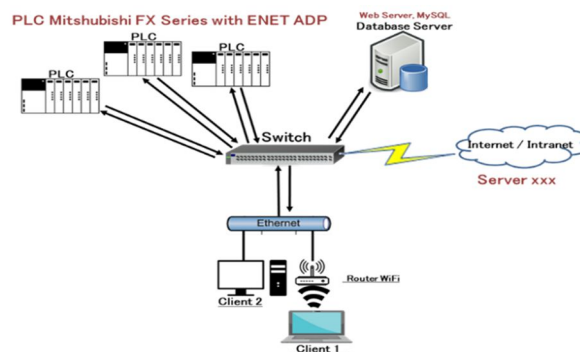 PLC Mitshubishi FX Series with ENET ADP
Web Server, MySQL
Database Server
PLC
PLC
PLC
Switch
Internet / Intranet
Server xxx
Ethernet
Router WiFi
Client 2
Client 1